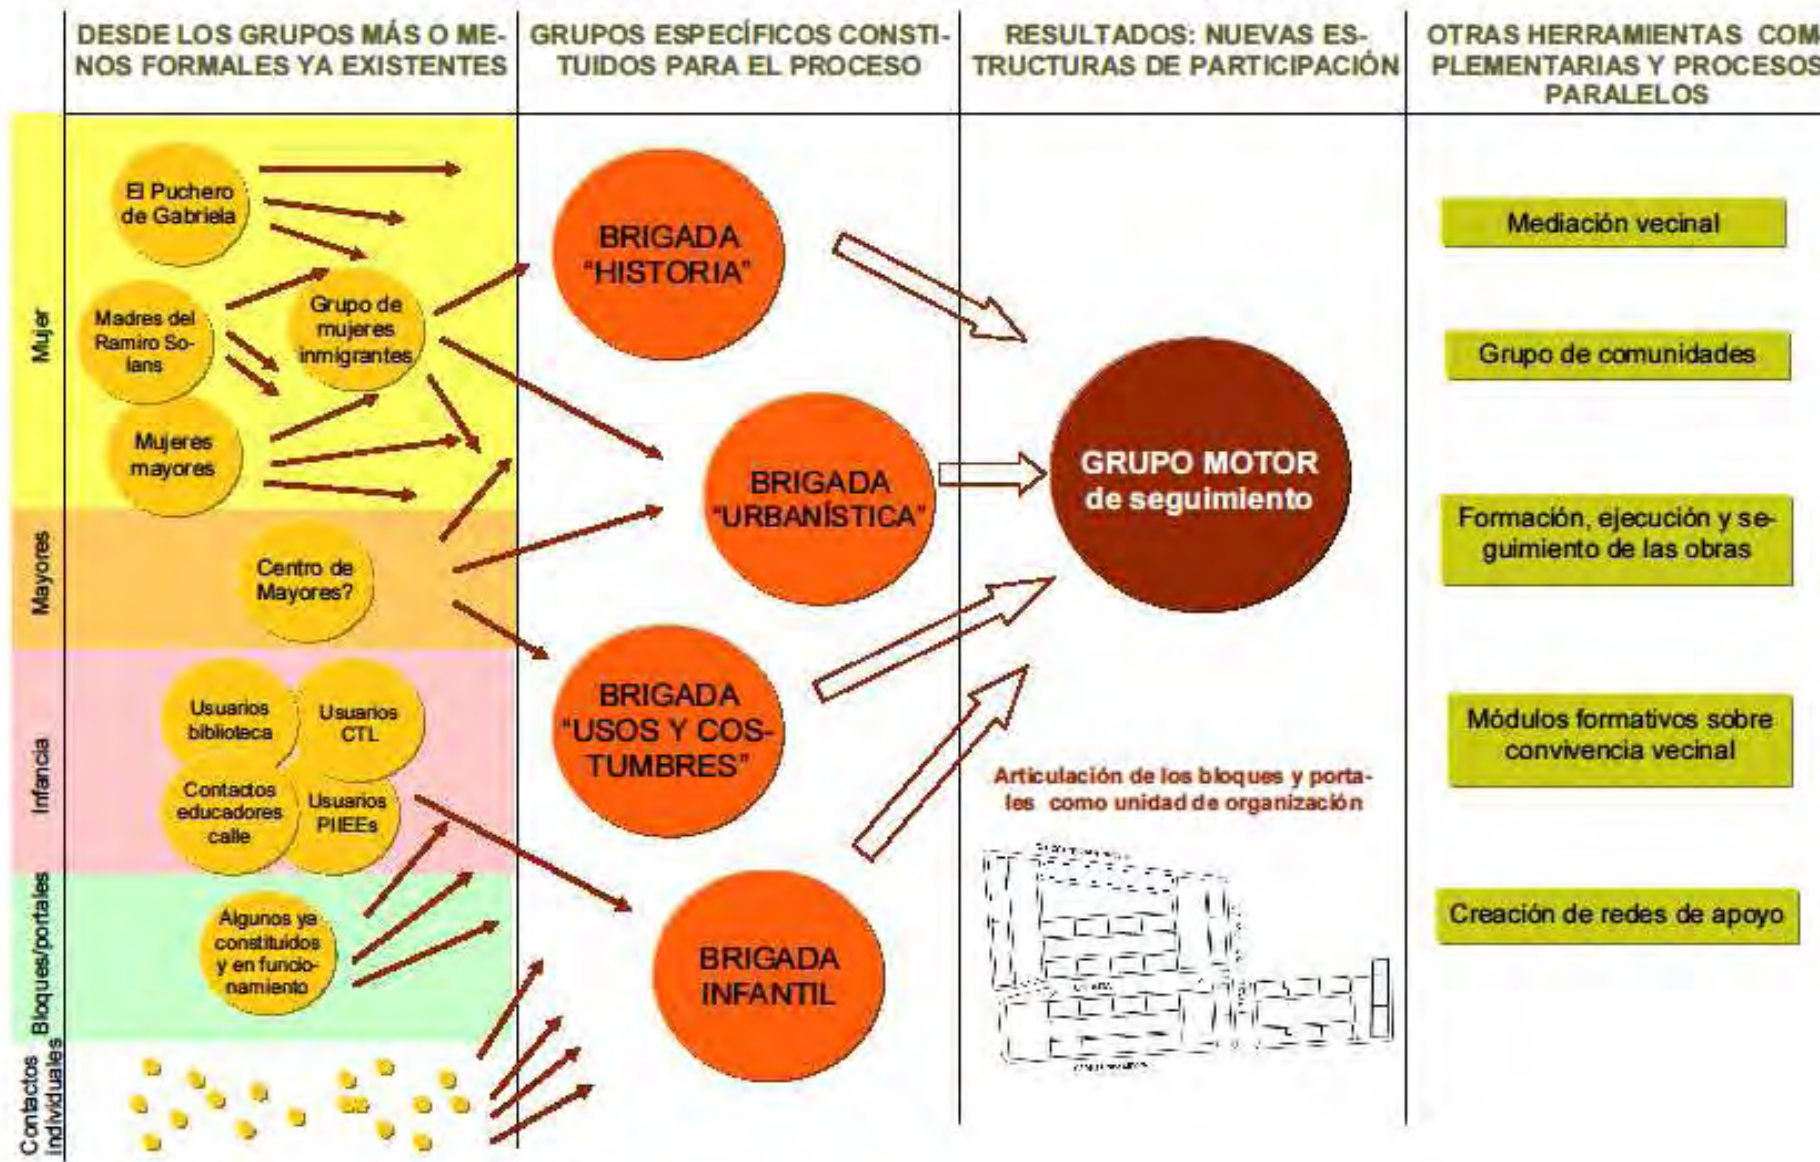 DESDE LOS GRUPOS MÁS O ME-
NOS FORMALES YA EXISTENTES
GRUPOS ESPECÍFICOS CONSTI-
TUIDOS PARA EL PROCESO
RESULTADOS: NUEVAS ES-
TRUCTURAS DE PARTICIPACIÓN
OTRAS HERRAMIENTAS COM
PLEMENTARIAS Y PROCESOS
PARALELOS
Mujer
El Puchero
de Gabriela
Madres del
Ramiro So-
lans
Grupo de
mujeres
inmigrantes
Mujeres
mayores
Mayores
Centro de
Mayores?
Infancia
Usuarios
biblioteca
Usuarios
CTL
Contactos
educadores
calle
Usuarios
PIIEEs
Bloques/portales
Algunos ya
constituidos
y en funcio-
namiento
Contactos
individuales
BRIGADA
"HISTORIA"
BRIGADA
"URBANÍSTICA"
BRIGADA
"USOS Y COS-
TUMBRES"
BRIGADA
INFANTIL
GRUPO MOTOR
de seguimiento
Articulación de los bloques y porta-
les como unidad de organización
Mediación vecinal
Grupo de comunidades
Formación, ejecución y se-
guimiento de las obras
Módulos formativos sobre
convivencia vecinal
Creación de redes de apoyo